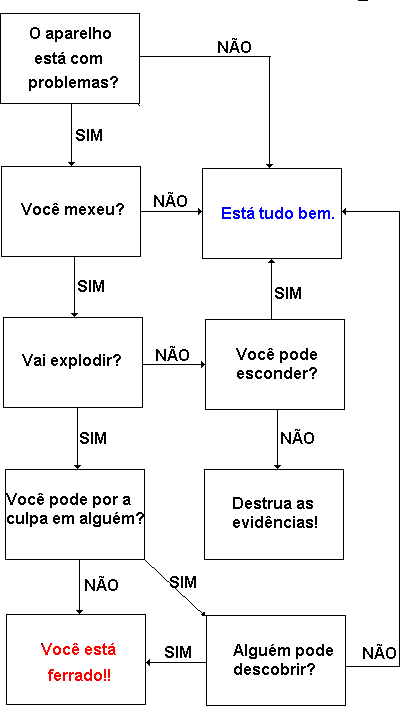 O aparelho
está com
problemas?
NÃO
SIM
Você mexeu?
NÃO
Está tudo bem.
SIM
SIM
Vai explodir?
NÃO
Você pode
esconder?
SIM
NÃO
Você pode por a
culpa em alguém?
Destrua as
evidências!
NÃO
SIM
Você está
ferrado!!
SIM
Alguém pode
descobrir?
NÃO